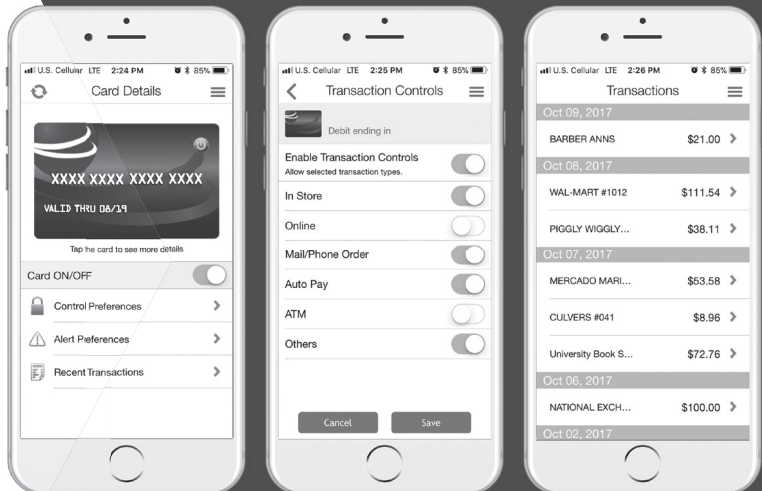 U.S. Cellular LTE 2:24 PM 85%
Card Details
XXXX XXXX XXXX XXXX
VALID THRU 08/19
Tap the card to see more details
Card ON/OFF
Control Preferences
Alert Preferences
Recent Transactions
U.S. Cellular LTE 2:25 PM 85%
Transaction Controls
Debit ending in
Enable Transaction Controls
Allow selected transaction types.
In Store
Online
Mail/Phone Order
Auto Pay
ATM
Others
Cancel Save
U.S. Cellular LTE 2:26 PM 85%
Transactions
Oct 09, 2017
BARBER ANNS $21.00
Oct 08, 2017
WAL-MART #1012 $111.54
PIGGLY WIGGLY... $38.11
Oct 07, 2017
MERCADO MARI... $53.58
CULVERS #041 $8.96
University Book S... $72.76
Oct 06, 2017
NATIONAL EXCH... $100.00
Oct 02, 2017